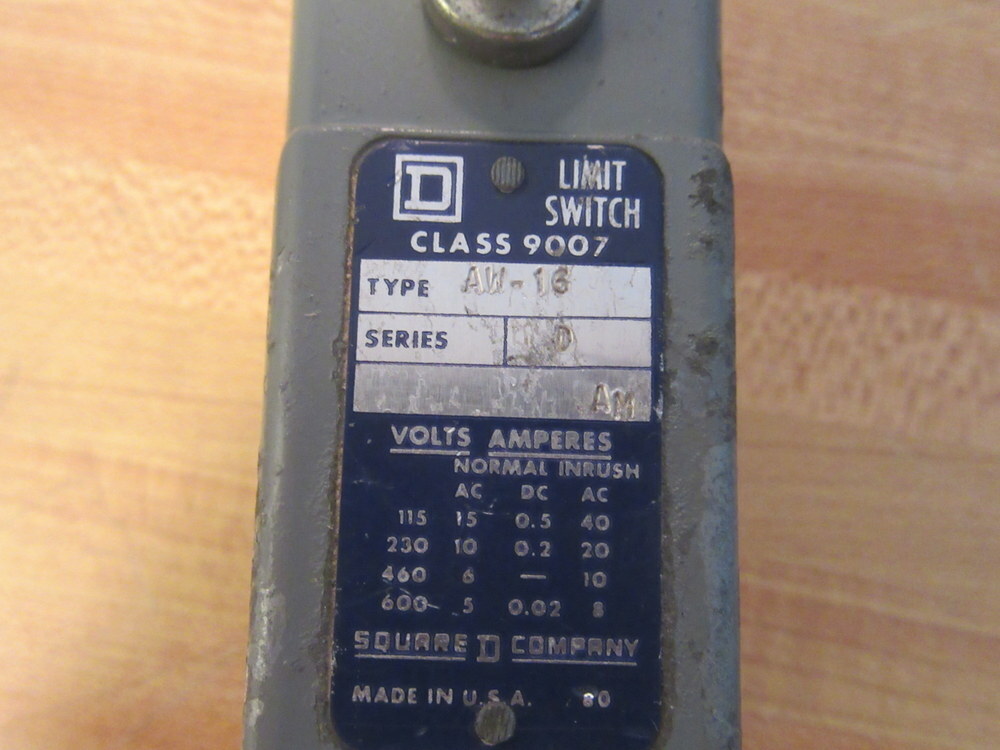 D LIMIT
SWITCH
CLASS 9007
TYPE AW-16
SERIES D
AM
VOLTS AMPERES
NORMAL INRUSH
AC DC AC
115 15 0.5 40
230 10 0.2 20
460 6 — 10
600 5 0.02 8
SQUARE D COMPANY
MADE IN U.S.A. 80